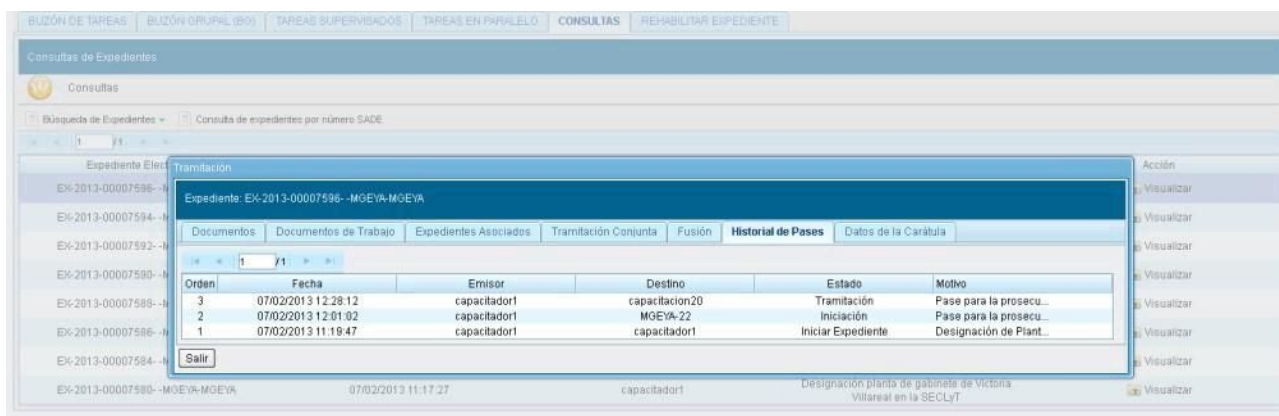 BUZÓN DE TAREAS BUZÓN GRUPAL (BG) TAREAS SUPERVISADOS TAREAS EN PARALELO CONSULTAS REHABILITAR EXPEDIENTE
Consultas de Expedientes
Consultas
Búsqueda de Expedientes Consulta de expedientes por número SADE
1 /1
Expediente Elect Acción
Tramitación
EX-2013-00007596- -M Visualizar
Expediente: EX-2013-00007596- -MGEYA-MGEYA
EX-2013-00007594- -M Visualizar
Documentos Documentos de Trabajo Expedientes Asociados Tramitación Conjunta Fusión Historial de Pases Datos de la Carátula
EX-2013-00007592- -M Visualizar
1 /1
EX-2013-00007590- -M Visualizar
Orden Fecha Emisor Destino Estado Motivo
3 07/02/2013 12:28:12 capacitador1 capacitacion20 Tramitación Pase para la prosecu...
EX-2013-00007588- -M Visualizar
2 07/02/2013 12:01:02 capacitador1 MGEYA-22 Iniciación Pase para la prosecu...
1 07/02/2013 11:19:47 capacitador1 capacitador1 Iniciar Expediente Designación de Plant...
EX-2013-00007586- -M Visualizar
Salir
EX-2013-00007584- -M Visualizar
EX-2013-00007580- -MGEYA-MGEYA 07/02/2013 11:17:27 capacitador1 Designación planta de gabinete de Victoria Visualizar
Villareal en la SECLyT